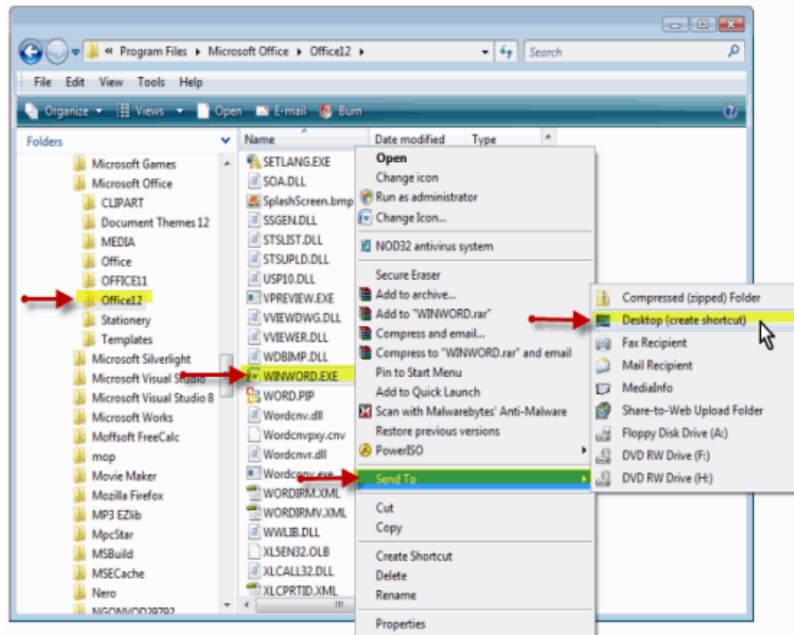 « Program Files ▸ Microsoft Office ▸ Office12 ▸
Search
File Edit View Tools Help
Organize Views Open E-mail Burn
Folders
Microsoft Games
Microsoft Office
CLIPART
Document Themes 12
MEDIA
Office
OFFICE11
Office12
Stationery
Templates
Microsoft Silverlight
Microsoft Visual Studio
Microsoft Visual Studio 8
Microsoft Works
Moffsoft FreeCalc
mop
Movie Maker
Mozilla Firefox
MP3 EZlib
MpcStar
MSBuild
MSECache
Nero
NGONVOD29792
Name Date modified Type
SETLANG.EXE
SOA.DLL
SplashScreen.bmp
SSGEN.DLL
STSLIST.DLL
STSUPLD.DLL
USP10.DLL
VPREVIEW.EXE
VVIEWDWG.DLL
VVIEWER.DLL
WDBIMP.DLL
WINWORD.EXE
WORD.PIP
Wordcnv.dll
Wordcnvpxy.cnv
Wordcnvr.dll
Wordconv.exe
WORDIRM.XML
WORDIRMV.XML
WWLIB.DLL
XL5EN32.OLB
XLCALL32.DLL
XLCPRTID.XML
Open
Change icon
Run as administrator
Change Icon...
NOD32 antivirus system
Secure Eraser
Add to archive...
Add to "WINWORD.rar"
Compress and email...
Compress to "WINWORD.rar" and email
Pin to Start Menu
Add to Quick Launch
Scan with Malwarebytes' Anti-Malware
Restore previous versions
PowerISO
Send To
Cut
Copy
Create Shortcut
Delete
Rename
Properties
Compressed (zipped) Folder
Desktop (create shortcut)
Fax Recipient
Mail Recipient
MediaInfo
Share-to-Web Upload Folder
Floppy Disk Drive (A:)
DVD RW Drive (F:)
DVD RW Drive (H:)